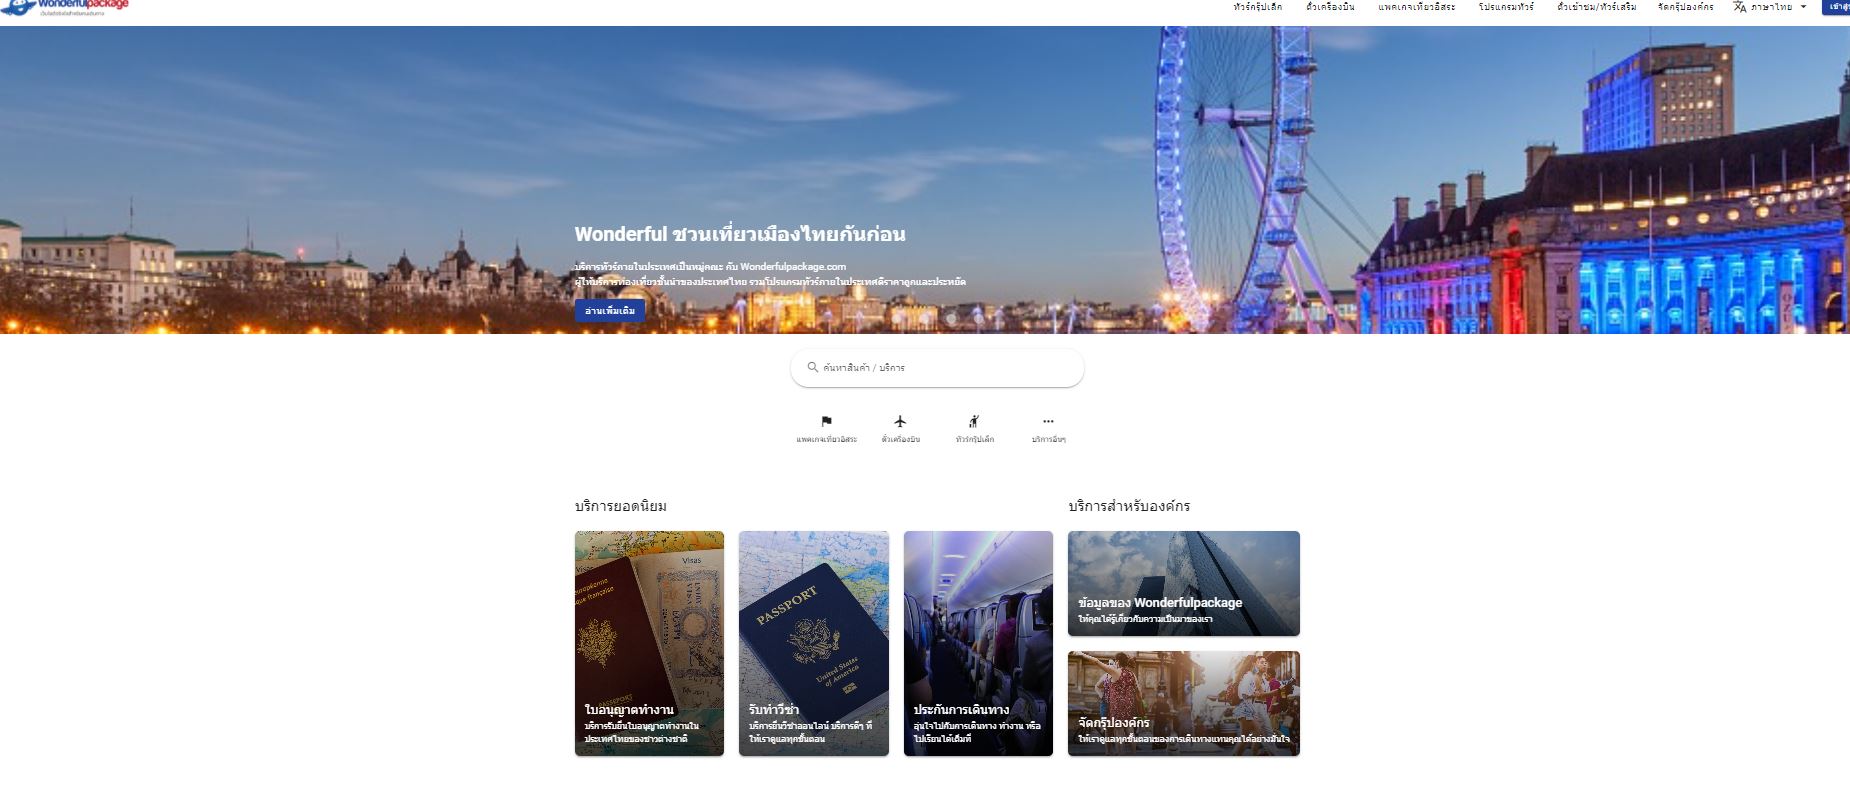 Wonderfulpackage
ทัวร์กรุ๊ปเล็ก
ตั๋วเครื่องบิน
แพคเกจเที่ยวอิสระ
โปรแกรมทัวร์
ตั๋วเข้าชม/ทัวร์เสริม
จัดกรุ๊ปองค์กร
ภาษาไทย
Wonderful ชวนเที่ยวเมืองไทยกันก่อน
บริการทัวร์ภายในประเทศเป็นหมู่คณะ กับ Wonderfulpackage.com
ผู้ให้บริการท่องเที่ยวชั้นนำของประเทศไทย รวมโปรแกรมทัวร์ภายในประเทศดีราคาถูกและประหยัด
อ่านเพิ่มเติม
ค้นหาสินค้า / บริการ
แพคเกจเที่ยวอิสระ
ตั๋วเครื่องบิน
ทัวร์กรุ๊ปเล็ก
บริการอื่นๆ
บริการยอดนิยม
บริการสำหรับองค์กร
Visas
PASSPORT
ใบอนุญาตทำงาน
บริการรับยื่นใบอนุญาตทำงานใน
ประเทศไทยของชาวต่างชาติ
PASSPORT
United States
of America
รับทำวีซ่า
บริการยื่นวีซ่าออนไลน์ บริการดีๆ ที่
ให้เราดูแลทุกขั้นตอน
ประกันการเดินทาง
อุ่นใจไปกับการเดินทาง ทำงาน หรือ
ไปเรียนได้เต็มที่
ข้อมูลของ Wonderfulpackage
ให้คุณได้รู้เกี่ยวกับความเป็นมาของเรา
จัดกรุ๊ปองค์กร
ให้เราดูแลทุกขั้นตอนของการเดินทางแทนคุณได้อย่างมั่นใจ